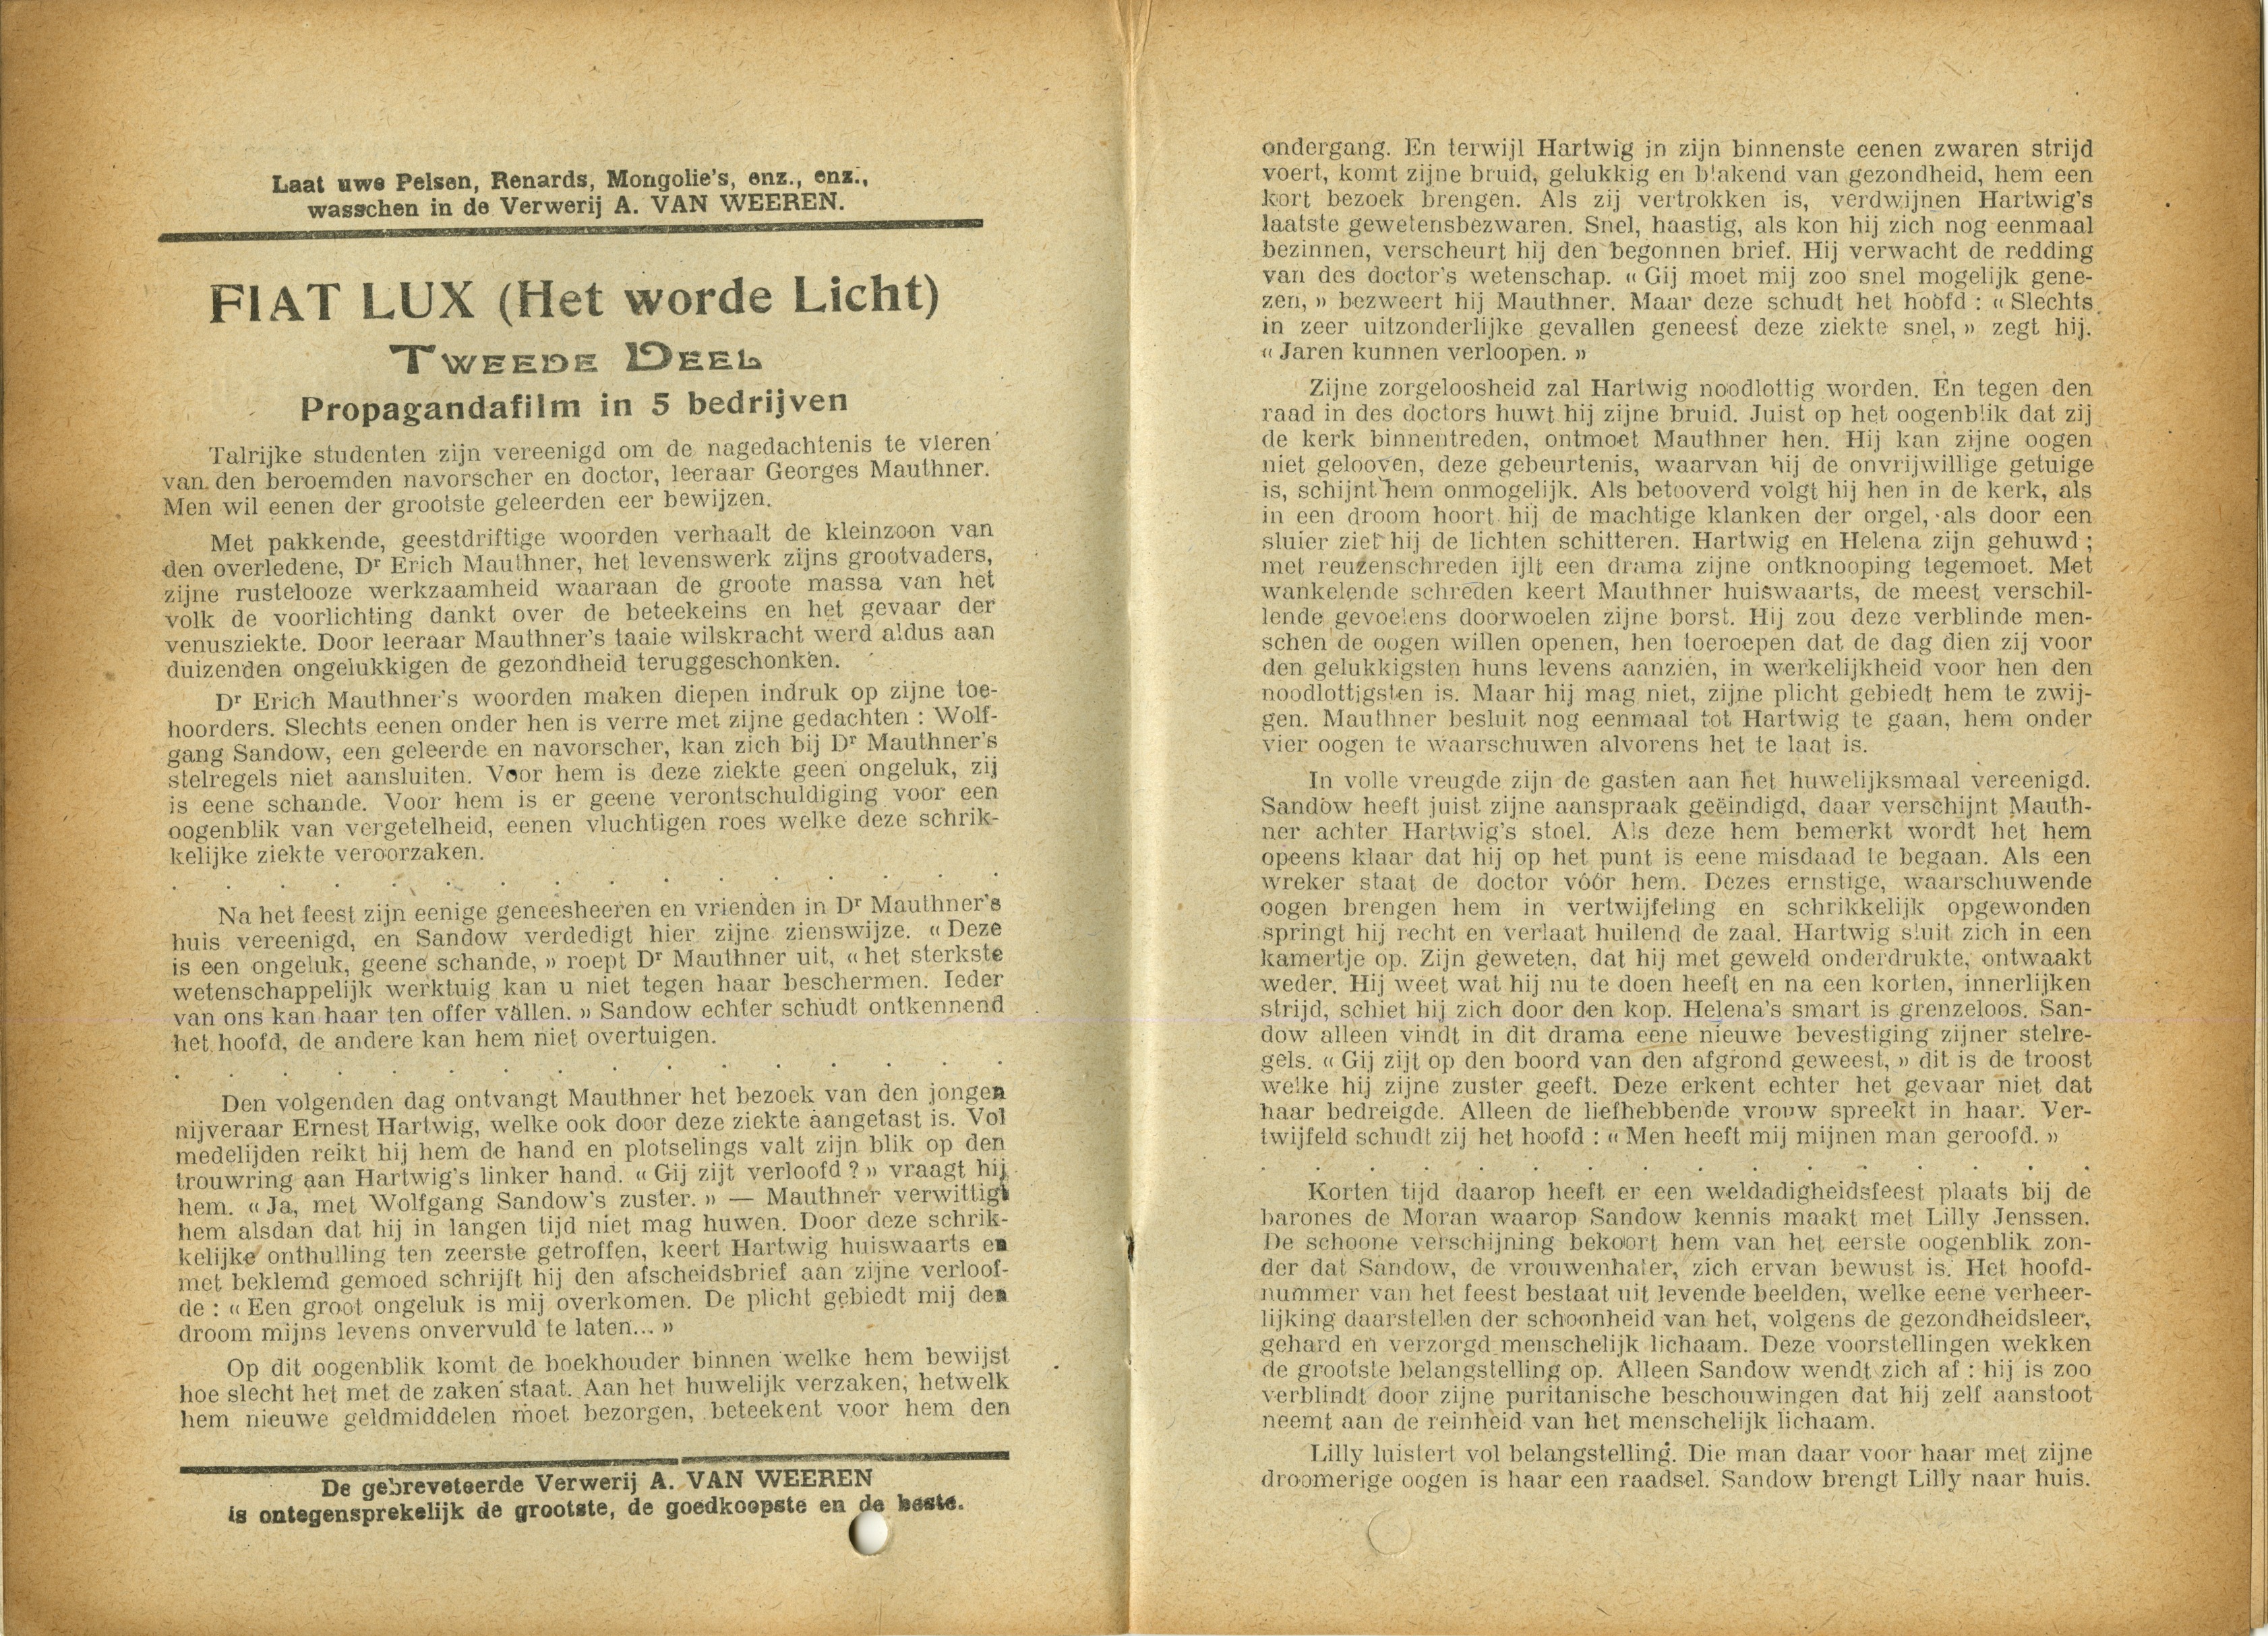 Laat uwe Pelsen, Renards, Mongolie's, enz., enz.,
wasschen in de Verwerij A. VAN WEEREN.
FIAT LUX (Het worde Licht)
TWEEDE DEEL
Propagandafilm in 5 bedrijven
Talrijke studenten zijn vereenigd om de nagedachtenis te vieren
van den beroemden navorscher en doctor, leeraar Georges Mauthner.
Men wil eenen der grootste geleerden eer bewijzen.
Met pakkende, geestdriftige woorden verhaalt de kleinzoon van
den overledene, Dr Erich Mauthner, het levenswerk zijns grootvaders,
zijne rustelooze werkzaamheid waaraan de groote massa van het
volk de voorlichting dankt over de beteekeins en het gevaar der
venusziekte. Door leeraar Mauthner's taaie wilskracht werd aldus aan
duizenden ongelukkigen de gezondheid teruggeschonken.
Dr Erich Mauthner's woorden maken diepen indruk op zijne toe-
hoorders. Slechts eenen onder hen is verre met zijne gedachten : Wolf-
gang Sandow, een geleerde en navorscher, kan zich bij Dr Mauthner's
stelregels niet aansluiten. Voor hem is deze ziekte geen ongeluk, zij
is eene schande. Voor hem is er geene verontschuldiging voor een
oogenblik van vergetelheid, eenen vluchtigen roes welke deze schrik-
kelijke ziekte veroorzaken.
. . . . . . . . . . . . . . . .
Na het feest zijn eenige geneesheeren en vrienden in Dr Mauthner's
huis vereenigd, en Sandow verdedigt hier zijne zienswijze. « Deze
is een ongeluk, geene schande, » roept Dr Mauthner uit, « het sterkste
wetenschappelijk werktuig kan u niet tegen haar beschermen. Ieder
van ons kan haar ten offer vallen. » Sandow echter schudt ontkennend
het hoofd, de andere kan hem niet overtuigen.
. . . . . . . . . . . . . . . .
Den volgenden dag ontvangt Mauthner het bezoek van den jongen
nijveraar Ernest Hartwig, welke ook door deze ziekte aangetast is. Vol
medelijden reikt hij hem de hand en plotselings valt zijn blik op den
trouwring aan Hartwig's linker hand. « Gij zijt verloofd ? » vraagt hij
hem. « Ja, met Wolfgang Sandow's zuster. » — Mauthner verwittigt
hem alsdan dat hij in langen tijd niet mag huwen. Door deze schrik-
kelijke onthulling ten zeerste getroffen, keert Hartwig huiswaarts en
met beklemd gemoed schrijft hij den afscheidsbrief aan zijne verloof-
de : « Een groot ongeluk is mij overkomen. De plicht gebiedt mij den
droom mijns levens onvervuld te laten... »
Op dit oogenblik komt de boekhouder binnen welke hem bewijst
hoe slecht het met de zaken staat. Aan het huwelijk verzaken, hetwelk
hem nieuwe geldmiddelen moet bezorgen, beteekent voor hem den
De gebreveteerde Verwerij A. VAN WEEREN
is ontegensprekelijk de grootste, de goedkoopste en de beste.
ondergang. En terwijl Hartwig in zijn binnenste eenen zwaren strijd
voert, komt zijne bruid, gelukkig en blakend van gezondheid, hem een
kort bezoek brengen. Als zij vertrokken is, verdwijnen Hartwig's
laatste gewetensbezwaren. Snel, haastig, als kon hij zich nog eenmaal
bezinnen, verscheurt hij den begonnen brief. Hij verwacht de redding
van des doctor's wetenschap. « Gij moet mij zoo snel mogelijk gene-
zen, » bezweert hij Mauthner. Maar deze schudt het hoofd : « Slechts
in zeer uitzonderlijke gevallen geneest deze ziekte snel, » zegt hij.
« Jaren kunnen verloopen. »
Zijne zorgeloosheid zal Hartwig noodlottig worden. En tegen den
raad in des doctors huwt hij zijne bruid. Juist op het oogenblik dat zij
de kerk binnentreden, ontmoet Mauthner hen. Hij kan zijne oogen
niet gelooven, deze gebeurtenis, waarvan hij de onvrijwillige getuige
is, schijnt hem onmogelijk. Als betooverd volgt hij hen in de kerk, als
in een droom hoort hij de machtige klanken der orgel, als door een
sluier ziet hij de lichten schitteren. Hartwig en Helena zijn gehuwd ;
met reuzenschreden ijlt een drama zijne ontknooping tegemoet. Met
wankelende schreden keert Mauthner huiswaarts, de meest verschil-
lende gevoelens doorwoelen zijne borst. Hij zou deze verblinde men-
schen de oogen willen openen, hen toeroepen dat de dag dien zij voor
den gelukkigsten huns levens aanzien, in werkelijkheid voor hen den
noodlottigsten is. Maar hij mag niet, zijne plicht gebiedt hem te zwij-
gen. Mauthner besluit nog eenmaal tot Hartwig te gaan, hem onder
vier oogen te waarschuwen alvorens het te laat is.
In volle vreugde zijn de gasten aan het huwelijksmaal vereenigd.
Sandow heeft juist zijne aanspraak geëindigd, daar verschijnt Mauth-
ner achter Hartwig's stoel. Als deze hem bemerkt wordt het hem
opeens klaar dat hij op het punt is eene misdaad te begaan. Als een
wreker staat de doctor vóór hem. Dezes ernstige, waarschuwende
oogen brengen hem in vertwijfeling en schrikkelijk opgewonden
springt hij recht en verlaat huilend de zaal. Hartwig sluit zich in een
kamertje op. Zijn geweten, dat hij met geweld onderdrukte, ontwaakt
weder. Hij weet wat hij nu te doen heeft en na een korten, innerlijken
strijd, schiet hij zich door den kop. Helena's smart is grenzeloos. San-
dow alleen vindt in dit drama eene nieuwe bevestiging zijner stelre-
gels. « Gij zijt op den boord van den afgrond geweest, » dit is de troost
welke hij zijne zuster geeft. Deze erkent echter het gevaar niet dat
haar bedreigde. Alleen de liefhebbende vrouw spreekt in haar. Ver-
twijfeld schudt zij het hoofd : « Men heeft mij mijnen man geroofd. »
. . . . . . . . . . . . . . . .
Korten tijd daarop heeft er een weldadigheidsfeest plaats bij de
barones de Moran waarop Sandow kennis maakt met Lilly Jenssen.
De schoone verschijning bekoort hem van het eerste oogenblik zon-
der dat Sandow, de vrouwenhater, zich ervan bewust is. Het hoofd-
nummer van het feest bestaat uit levende beelden, welke eene verheer-
lijking daarstellen der schoonheid van het, volgens de gezondheidsleer,
gehard en verzorgd menschelijk lichaam. Deze voorstellingen wekken
de grootste belangstelling op. Alleen Sandow wendt zich af : hij is zoo
verblindt door zijne puritanische beschouwingen dat hij zelf aanstoot
neemt aan de reinheid van het menschelijk lichaam.
Lilly luistert vol belangstelling. Die man daar voor haar met zijne
droomerige oogen is haar een raadsel. Sandow brengt Lilly naar huis.